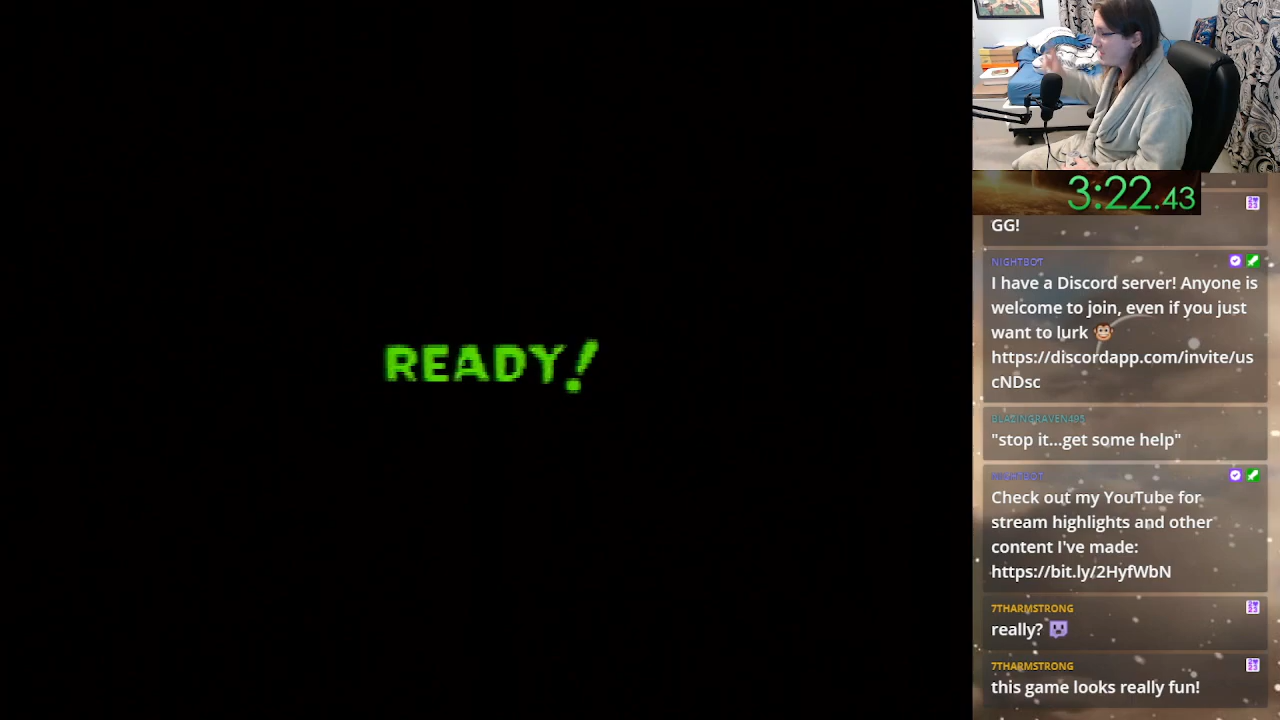 READY!
3:22.43
GG!
NIGHTBOT
I have a Discord server! Anyone is
welcome to join, even if you just
want to lurk
https://discordapp.com/invite/us
cNDsc
BLAZINGRAVEN495
"stop it...get some help"
NIGHTBOT
Check out my YouTube for
stream highlights and other
content I've made:
https://bit.ly/2HyfWbN
7THARMSTRONG
really?
7THARMSTRONG
this game looks really fun!